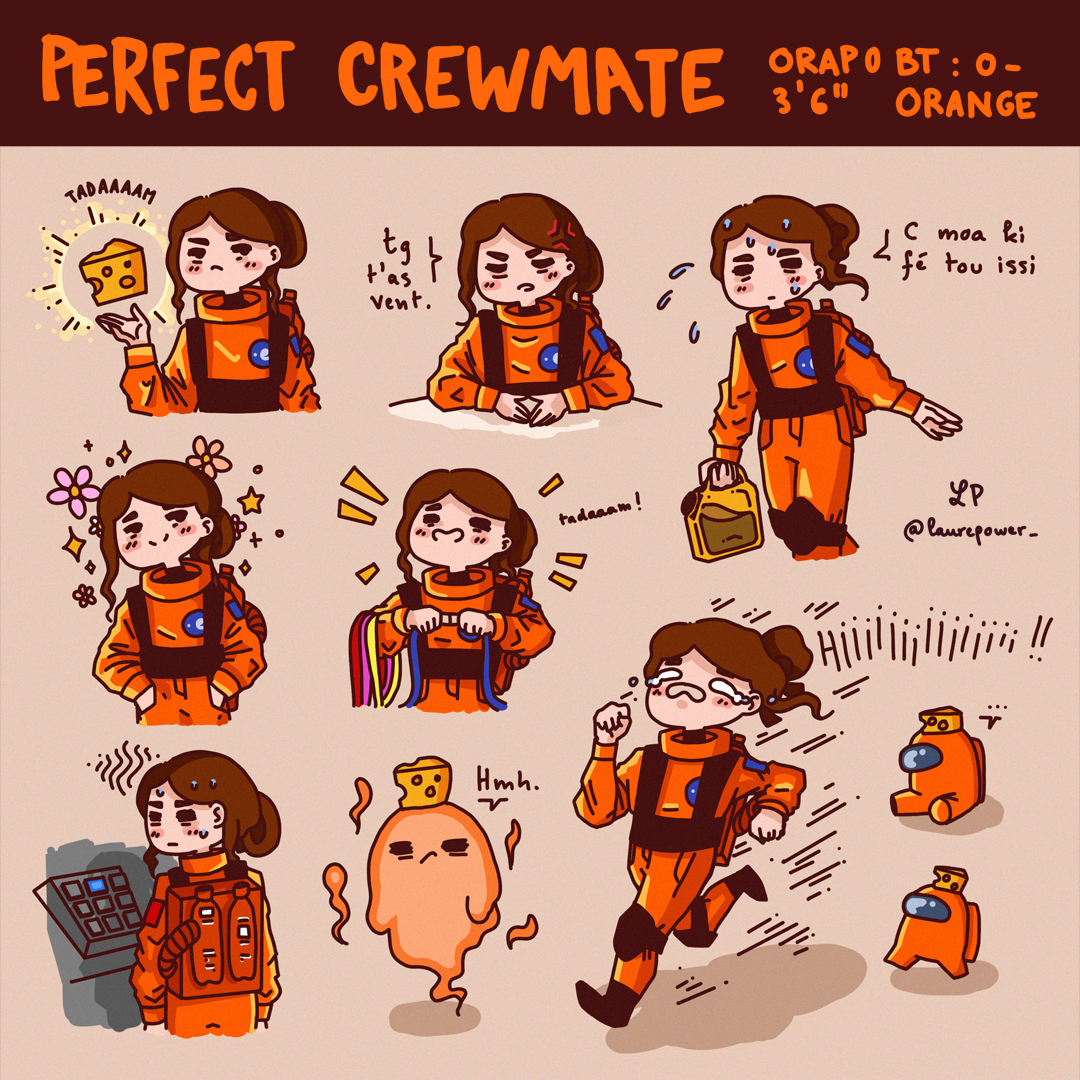 PERFECT CREWMATE
ORAPO BT : O-
3'6" ORANGE
TADAAAAM
tg
t'as
vent.
C moa ki
fé tou issi
LP
@laurepower_
tadaaam!
Hiiiiiiiiiiiiii !!
Hmh.